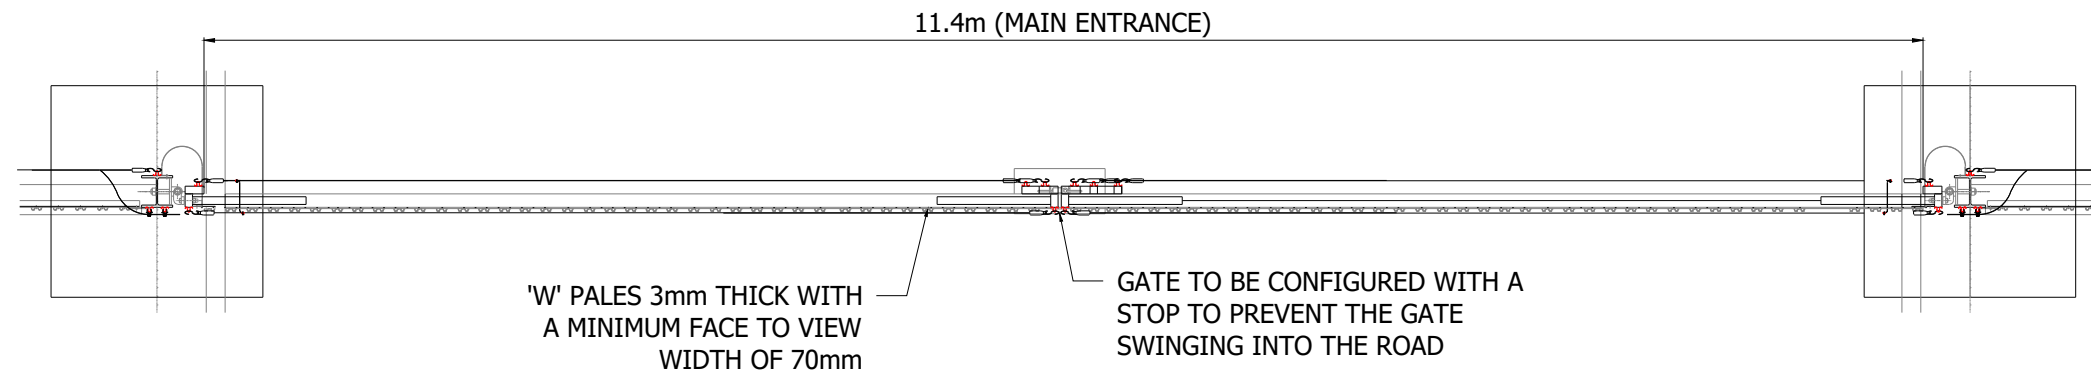 11.4m (MAIN ENTRANCE)
'W' PALES 3mm THICK WITH
A MINIMUM FACE TO VIEW
WIDTH OF 70mm
GATE TO BE CONFIGURED WITH A
STOP TO PREVENT THE GATE
SWINGING INTO THE ROAD